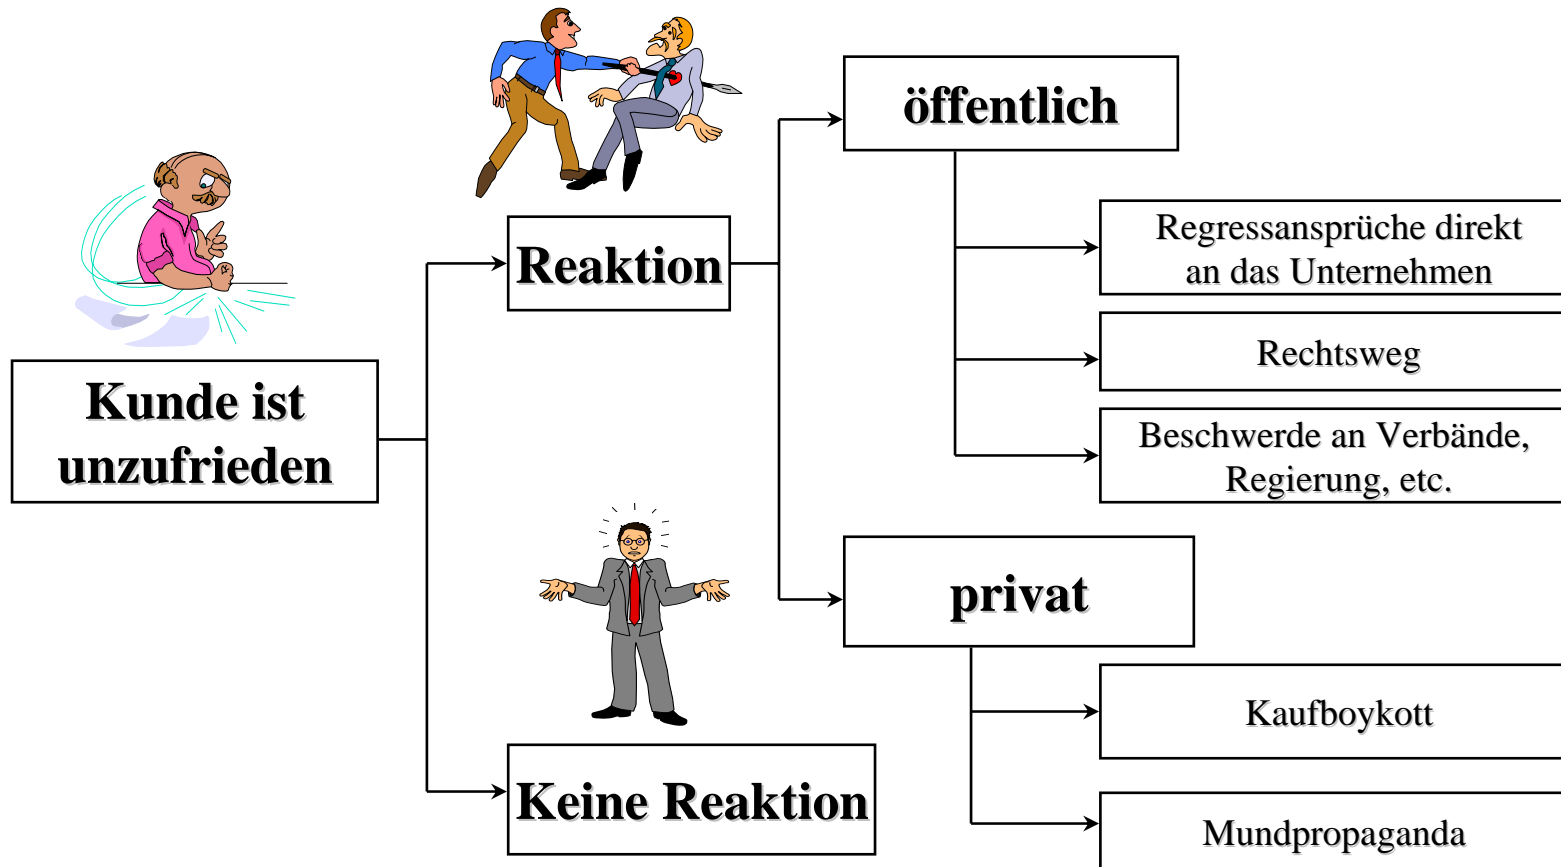 öffentlich
Regressansprüche direkt
an das Unternehmen
Reaktion
Rechtsweg
Kunde ist
unzufrieden
Beschwerde an Verbände,
Regierung, etc.
privat
Kaufboykott
Keine Reaktion
Mundpropaganda